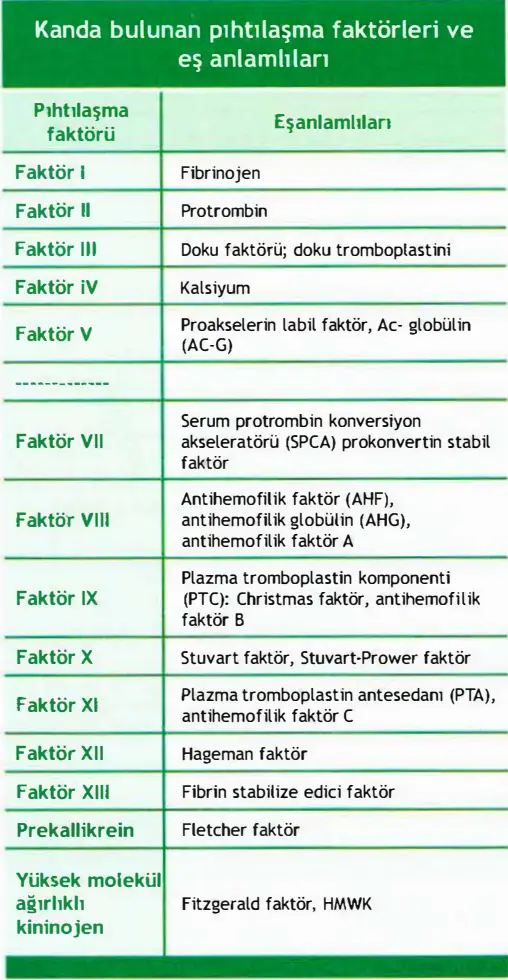 Kanda bulunan pıhtılaşma faktörleri ve
eş anlamlıları
Pıhtılaşma
faktörü
Eşanlamlıları
Faktör I
Fibrinojen
Faktör II
Protrombin
Faktör III
Doku faktörü; doku tromboplastini
Faktör iV
Kalsiyum
Faktör V
Proakselerin labil faktör, Ac- globülin
(AC-G)
-------------
Faktör VII
Serum protrombin konversiyon
akseleratörü (SPCA) prokonvertin stabil
faktör
Faktör VIII
Antihemofilik faktör (AHF),
antihemofilik globülin (AHG),
antihemofilik faktör A
Faktör IX
Plazma tromboplastin komponenti
(PTC): Christmas faktör, antihemofilik
faktör B
Faktör X
Stuvart faktör, Stuvart-Prower faktör
Faktör XI
Plazma tromboplastin antesedanı (PTA),
antihemofilik faktör C
Faktör XII
Hageman faktör
Faktör XIII
Fibrin stabilize edici faktör
Prekallikrein
Fletcher faktör
Yüksek molekül
ağırlıklı
kininojen
Fitzgerald faktör, HMWK